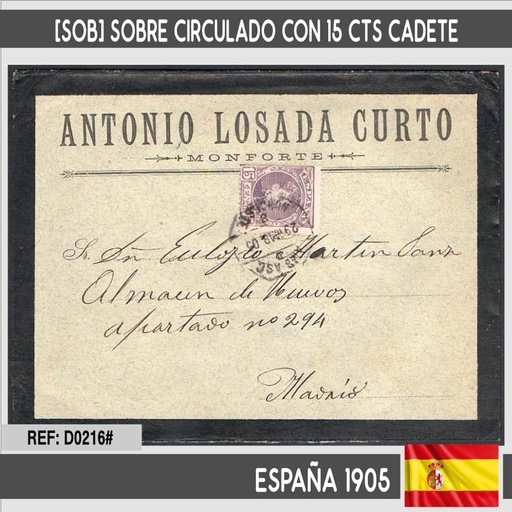 [SOB] SOBRE CIRCULADO CON 15 CTS CADETE
ANTONIO LOSADA CURTO
MONFORTE
Sr. Dn Eulogio Martin Sanz
Almacen de Huevos
apartado nº 294
Madrid
REF: D0216#
ESPAÑA 1905